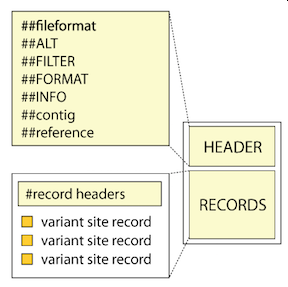 ##fileformat
##ALT
##FILTER
##FORMAT
##INFO
##contig
##reference
HEADER
RECORDS
#record headers
variant site record
variant site record
variant site record